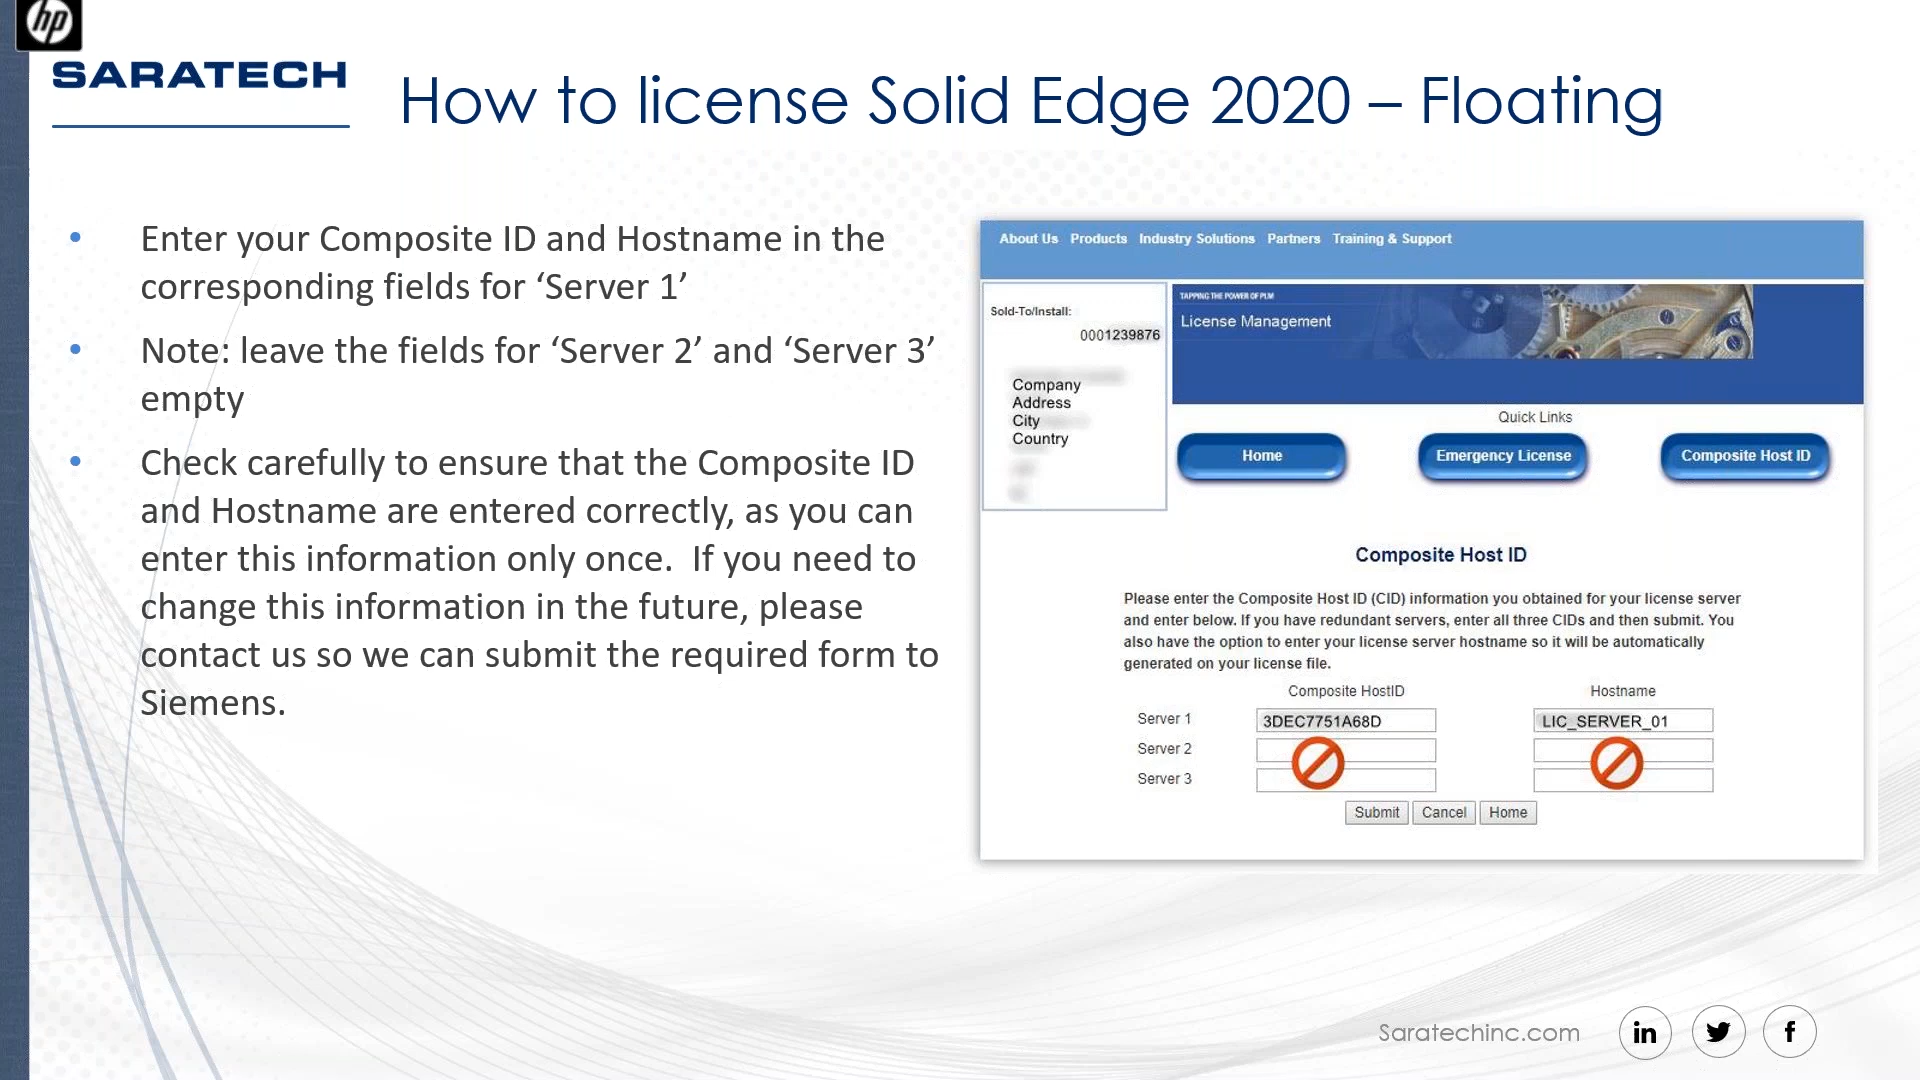 hp
SARATECH
How to license Solid Edge 2020 – Floating
• Enter your Composite ID and Hostname in the
corresponding fields for ‘Server 1’
• Note: leave the fields for ‘Server 2’ and ‘Server 3’
empty
• Check carefully to ensure that the Composite ID
and Hostname are entered correctly, as you can
enter this information only once.  If you need to
change this information in the future, please
contact us so we can submit the required form to
Siemens.
About Us Products Industry Solutions Partners Training & Support
Sold-To/Install:
0001239876
Company
Address
City
Country
TAPPING THE POWER OF PLM
License Management
Quick Links
Home Emergency License Composite Host ID
Composite Host ID
Please enter the Composite Host ID (CID) information you obtained for your license server
and enter below. If you have redundant servers, enter all three CIDs and then submit. You
also have the option to enter your license server hostname so it will be automatically
generated on your license file.
Composite HostID Hostname
Server 1 3DEC7751A68D LIC_SERVER_01
Server 2
Server 3
Submit Cancel Home
Saratechinc.com in f